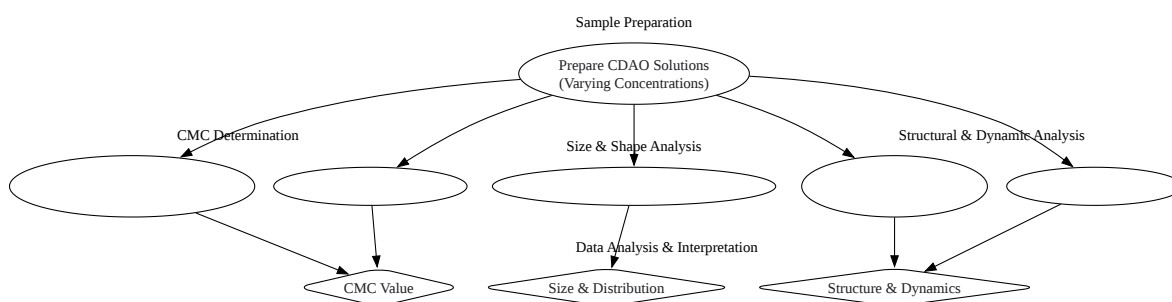 Sample Preparation
Prepare CDAO Solutions
(Varying Concentrations)
CMC Determination
Size & Shape Analysis
Structural & Dynamic Analysis
Data Analysis & Interpretation
CMC Value
Size & Distribution
Structure & Dynamics